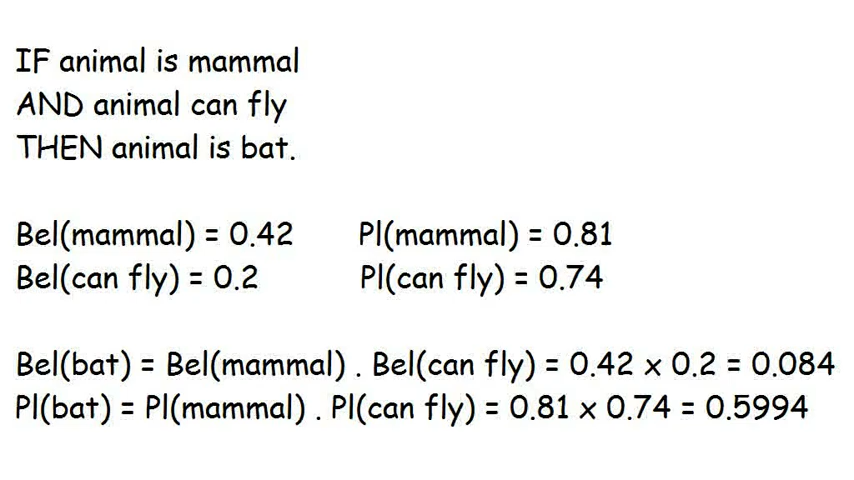 IF animal is mammal
AND animal can fly
THEN animal is bat.
Bel(mammal) = 0.42 Pl(mammal) = 0.81
Bel(can fly) = 0.2 Pl(can fly) = 0.74
Bel(bat) = Bel(mammal) . Bel(can fly) = 0.42 x 0.2 = 0.084
Pl(bat) = Pl(mammal) . Pl(can fly) = 0.81 x 0.74 = 0.5994